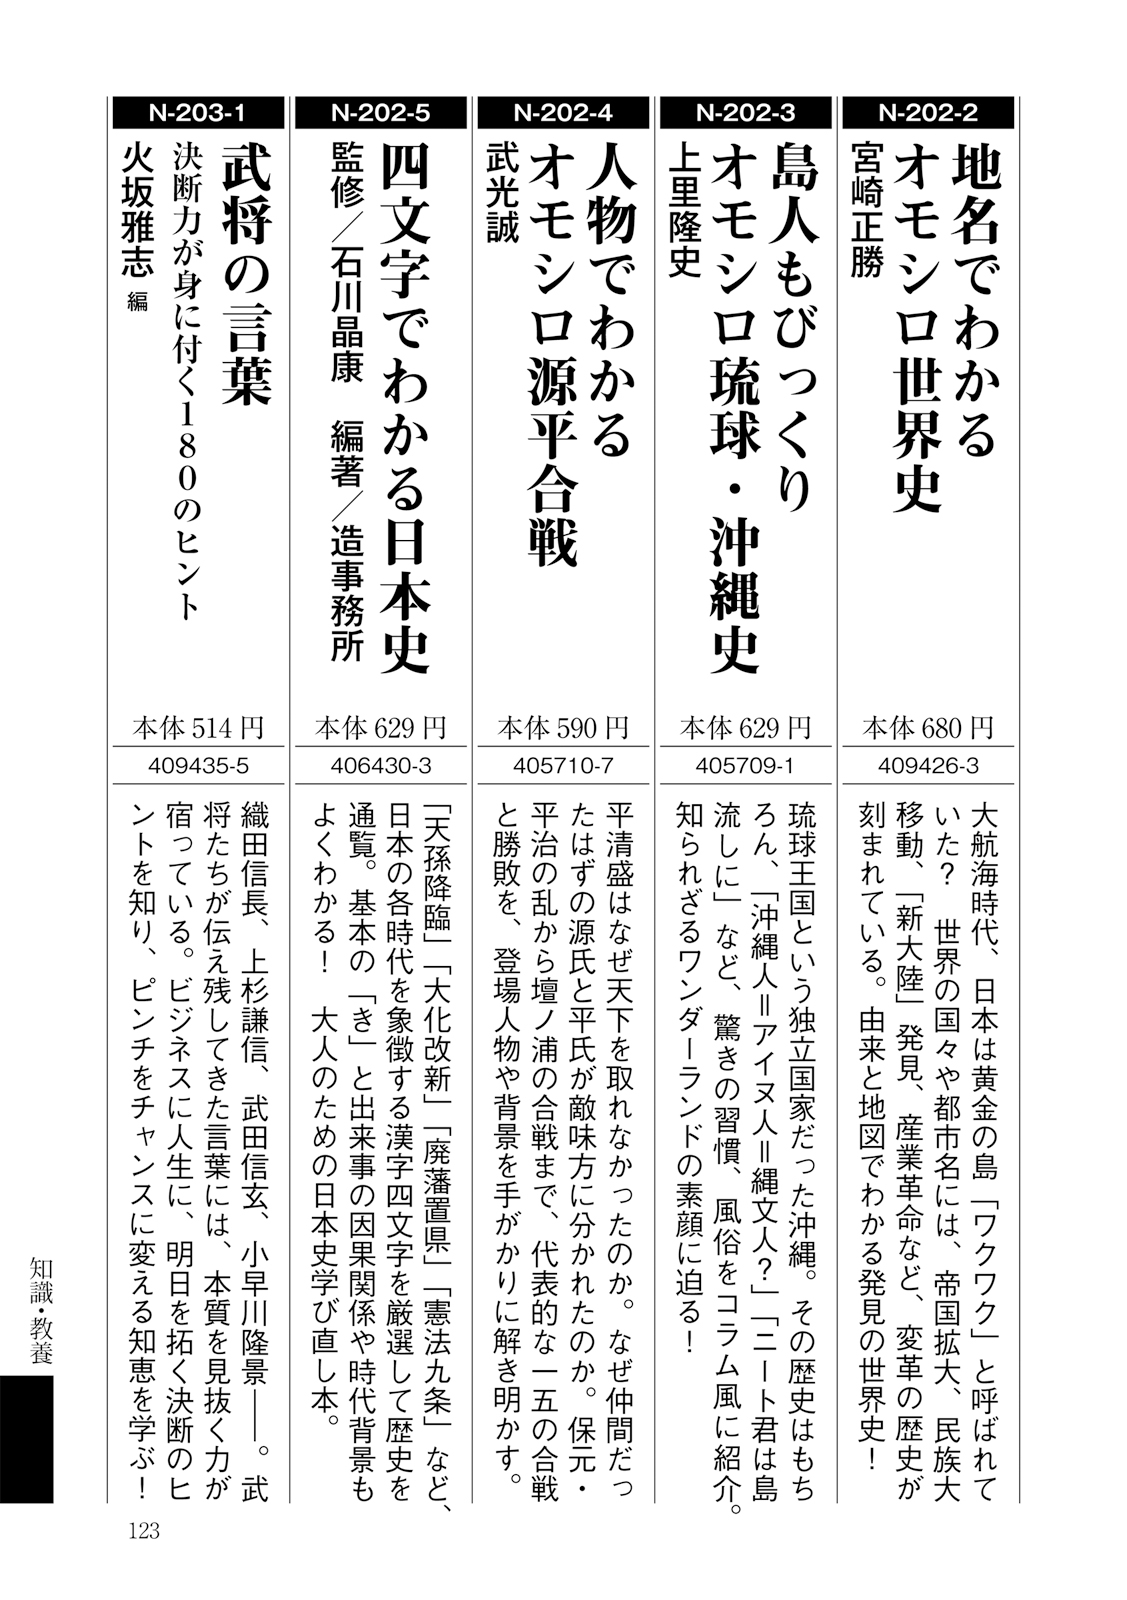 N-202-2
地名でわかる
オモシロ世界史
宮崎正勝
本体680円
409426-3
大航海時代、日本は黄金の島「ワクワク」と呼ばれて
いた？　世界の国々や都市名には、帝国拡大、民族大
移動、「新大陸」発見、産業革命など、変革の歴史が
刻まれている。由来と地図でわかる発見の世界史！
N-202-3
島人もびっくり
オモシロ琉球・沖縄史
上里隆史
本体629円
405709-1
琉球王国という独立国家だった沖縄。その歴史はもち
ろん、「沖縄人＝アイヌ人＝縄文人？」「ニート君は島
流しに」など、驚きの習慣、風俗をコラム風に紹介。
知られざるワンダーランドの素顔に迫る！
N-202-4
人物でわかる
オモシロ源平合戦
武光誠
本体590円
405710-7
平清盛はなぜ天下を取れなかったのか。なぜ仲間だっ
たはずの源氏と平氏が敵味方に分かれたのか。保元・
平治の乱から壇ノ浦の合戦まで、代表的な一五の合戦
と勝敗を、登場人物や背景を手がかりに解き明かす。
N-202-5
四文字でわかる日本史
監修／石川晶康　編著／造事務所
本体629円
406430-3
「天孫降臨」「大化改新」「廃藩置県」「憲法九条」など、
日本の各時代を象徴する漢字四文字を厳選して歴史を
通覧。基本の「き」と出来事の因果関係や時代背景も
よくわかる！　大人のための日本史学び直し本。
N-203-1
武将の言葉
決断力が身に付く180のヒント
火坂雅志 編
本体514円
409435-5
織田信長、上杉謙信、武田信玄、小早川隆景――。武
将たちが伝え残してきた言葉には、本質を見抜く力が
宿っている。ビジネスに人生に、明日を拓く決断のヒ
ントを知り、ピンチをチャンスに変える知恵を学ぶ！
知識・教養
123